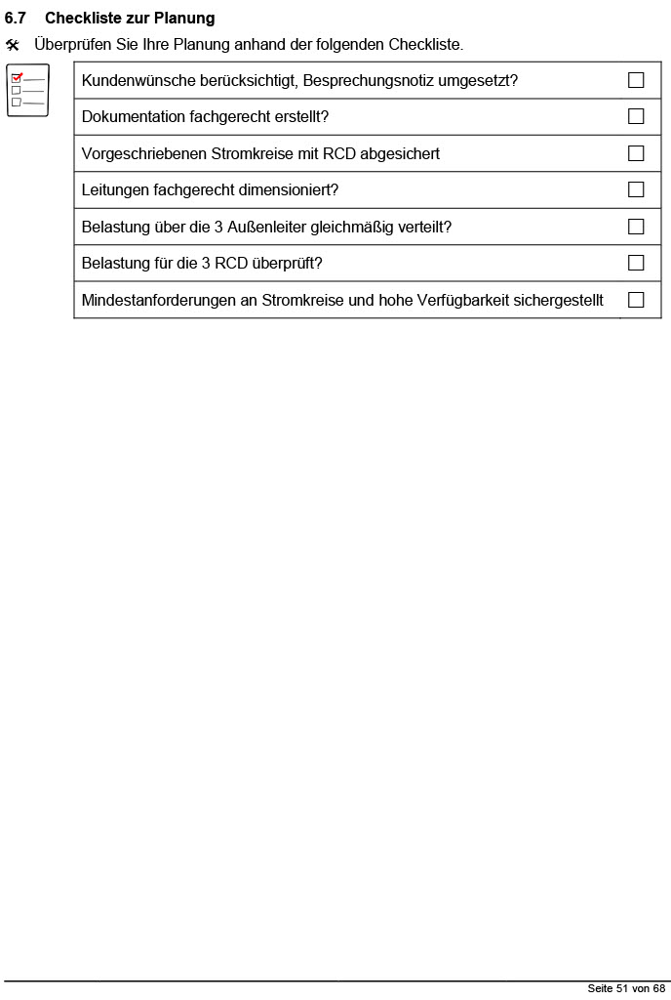 6.7 Checkliste zur Planung
Überprüfen Sie Ihre Planung anhand der folgenden Checkliste.
Kundenwünsche berücksichtigt, Besprechungsnotiz umgesetzt?
Dokumentation fachgerecht erstellt?
Vorgeschriebenen Stromkreise mit RCD abgesichert
Leitungen fachgerecht dimensioniert?
Belastung über die 3 Außenleiter gleichmäßig verteilt?
Belastung für die 3 RCD überprüft?
Mindestanforderungen an Stromkreise und hohe Verfügbarkeit sichergestellt
Seite 51 von 68